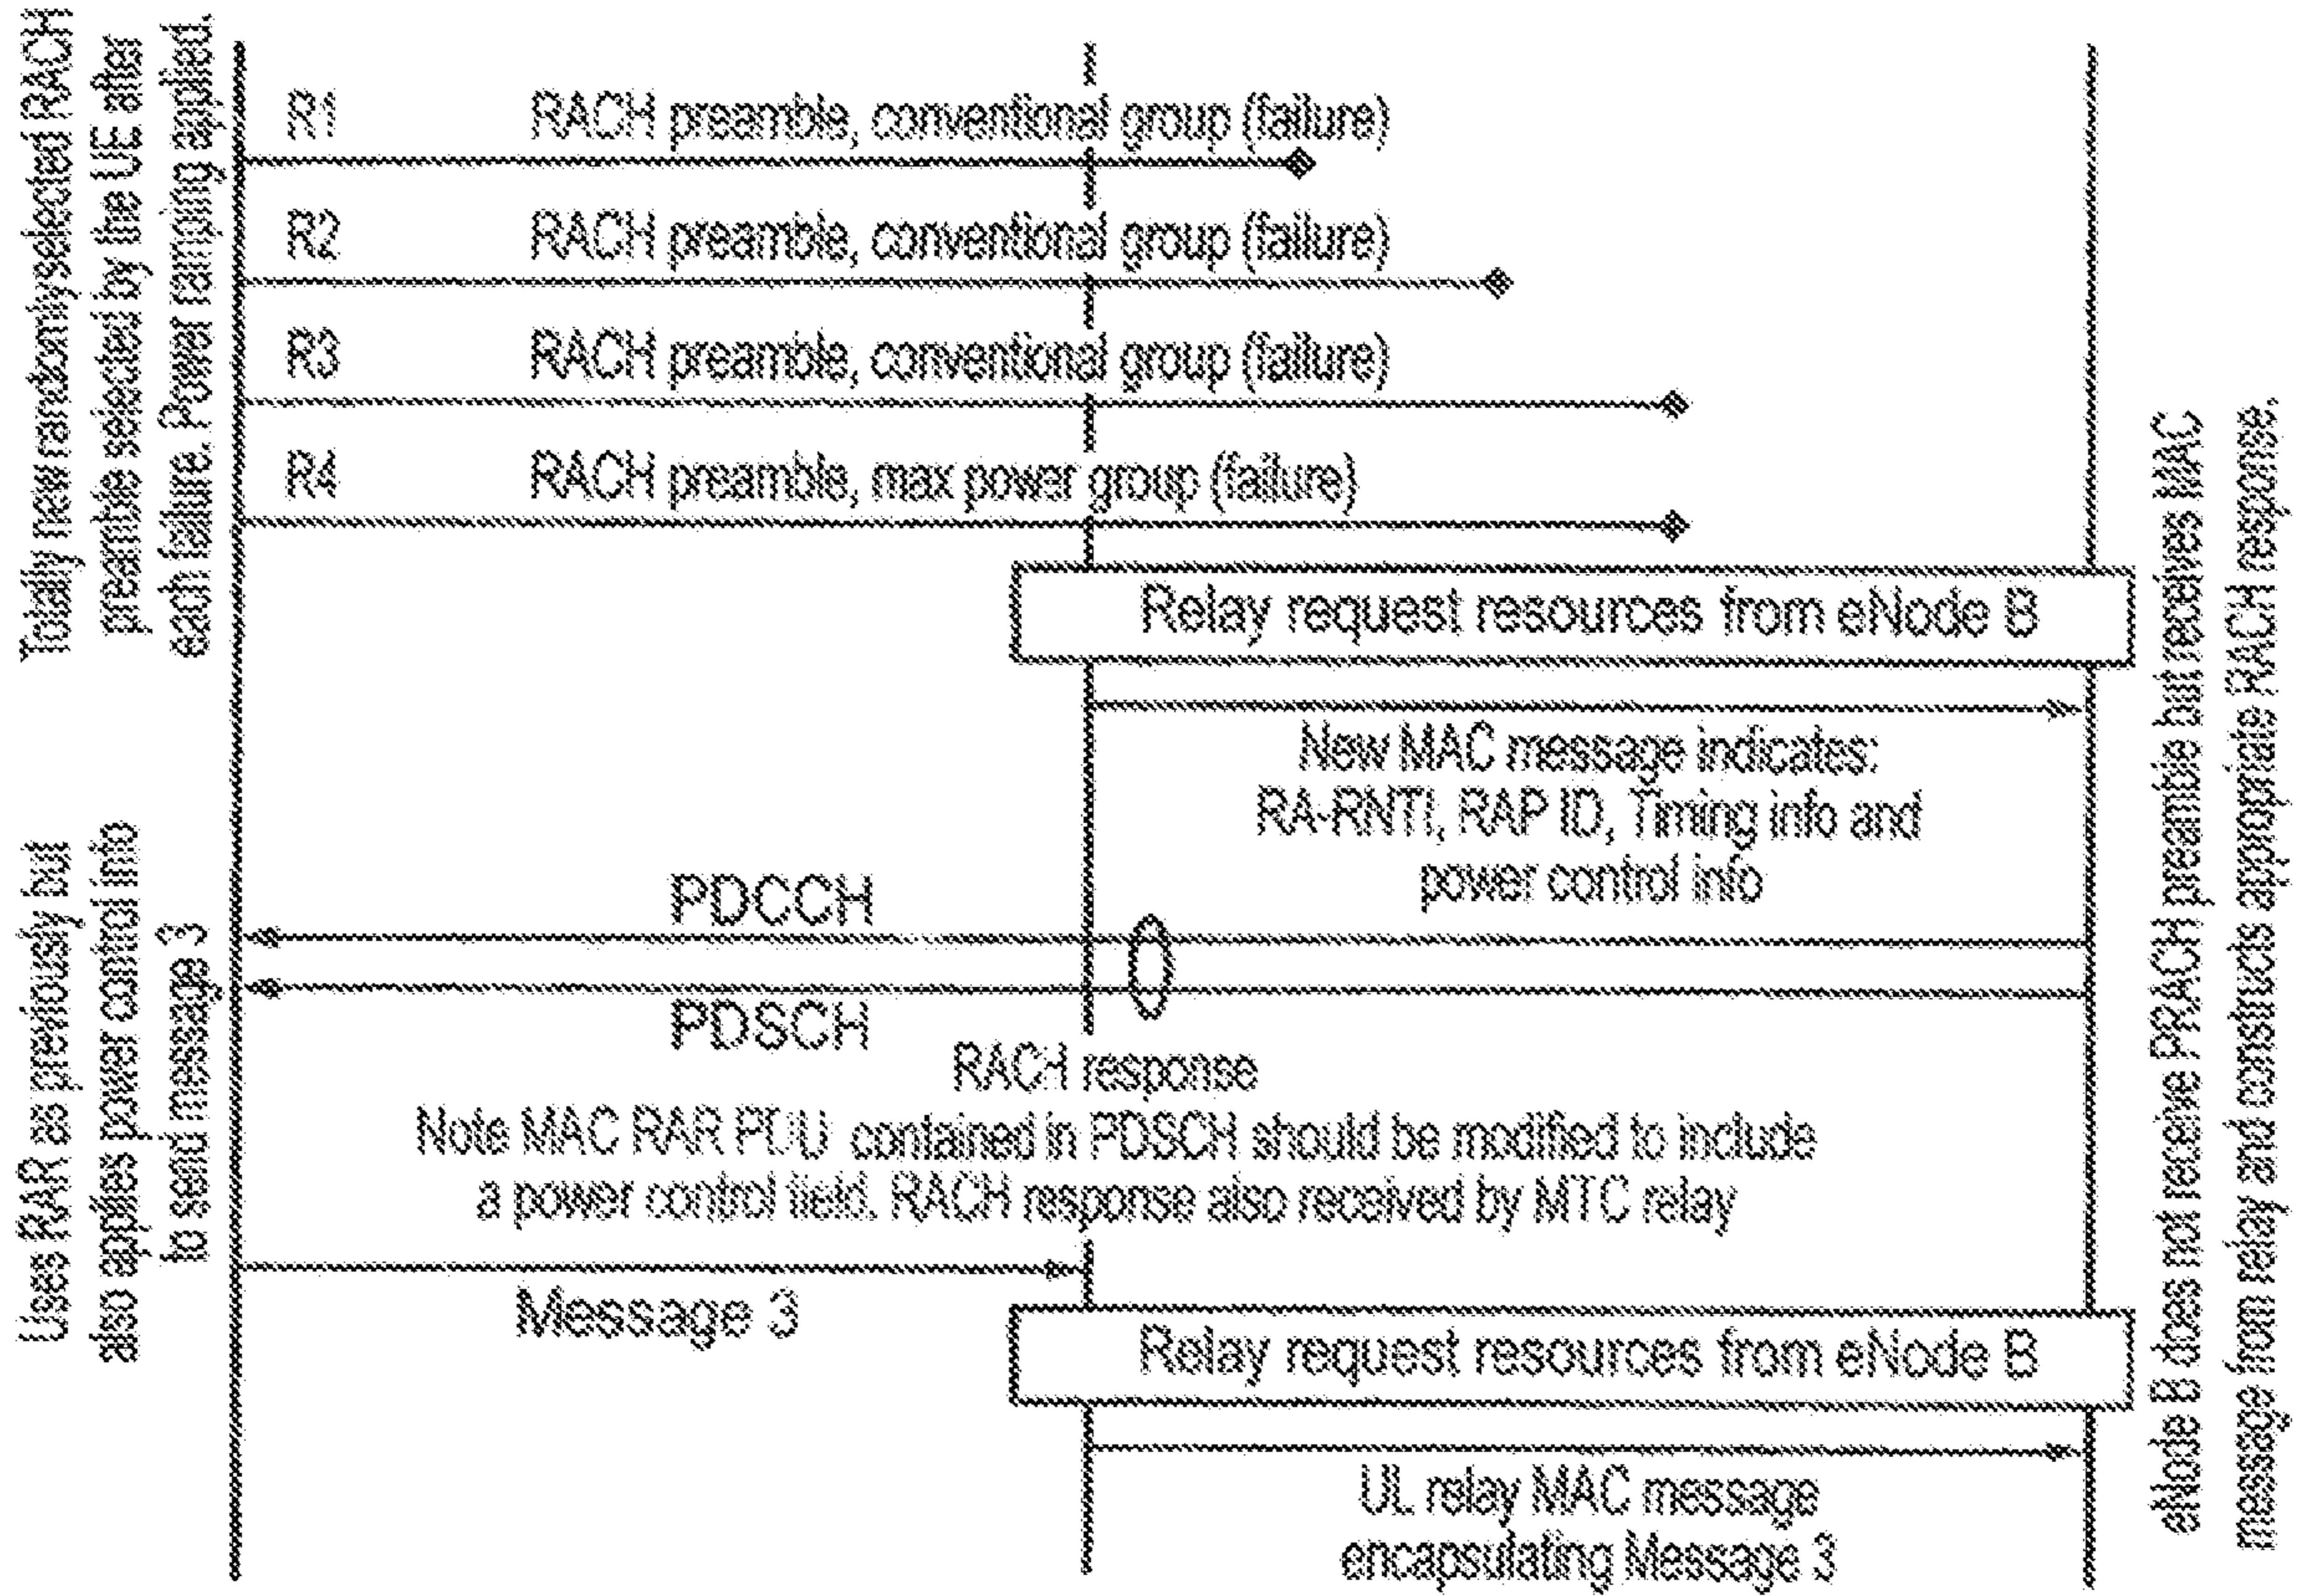 Totally new randomly selected RACH
preamble selected by the UE after
each failure. Power ramping applied.
R1 RACH preamble, conventional group (failure)
R2 RACH preamble, conventional group (failure)
R3 RACH preamble, conventional group (failure)
R4 RACH preamble, max power group (failure)
Relay request resources from eNode B
New MAC message indicates:
RA-RNTI, RAP ID, Timing info and
power control info
PDCCH
PDSCH
RACH response
Note MAC RAR PDU contained in PDSCH should be modified to include
a power control field. RACH response also received by MTC relay
Uses RAR as previously but
also applies power control info
to send message 3
Message 3
Relay request resources from eNode B
UL relay MAC message
encapsulating Message 3
eNode B does not receive PRACH preamble but receives MAC
message from relay and constructs appropriate RACH response.